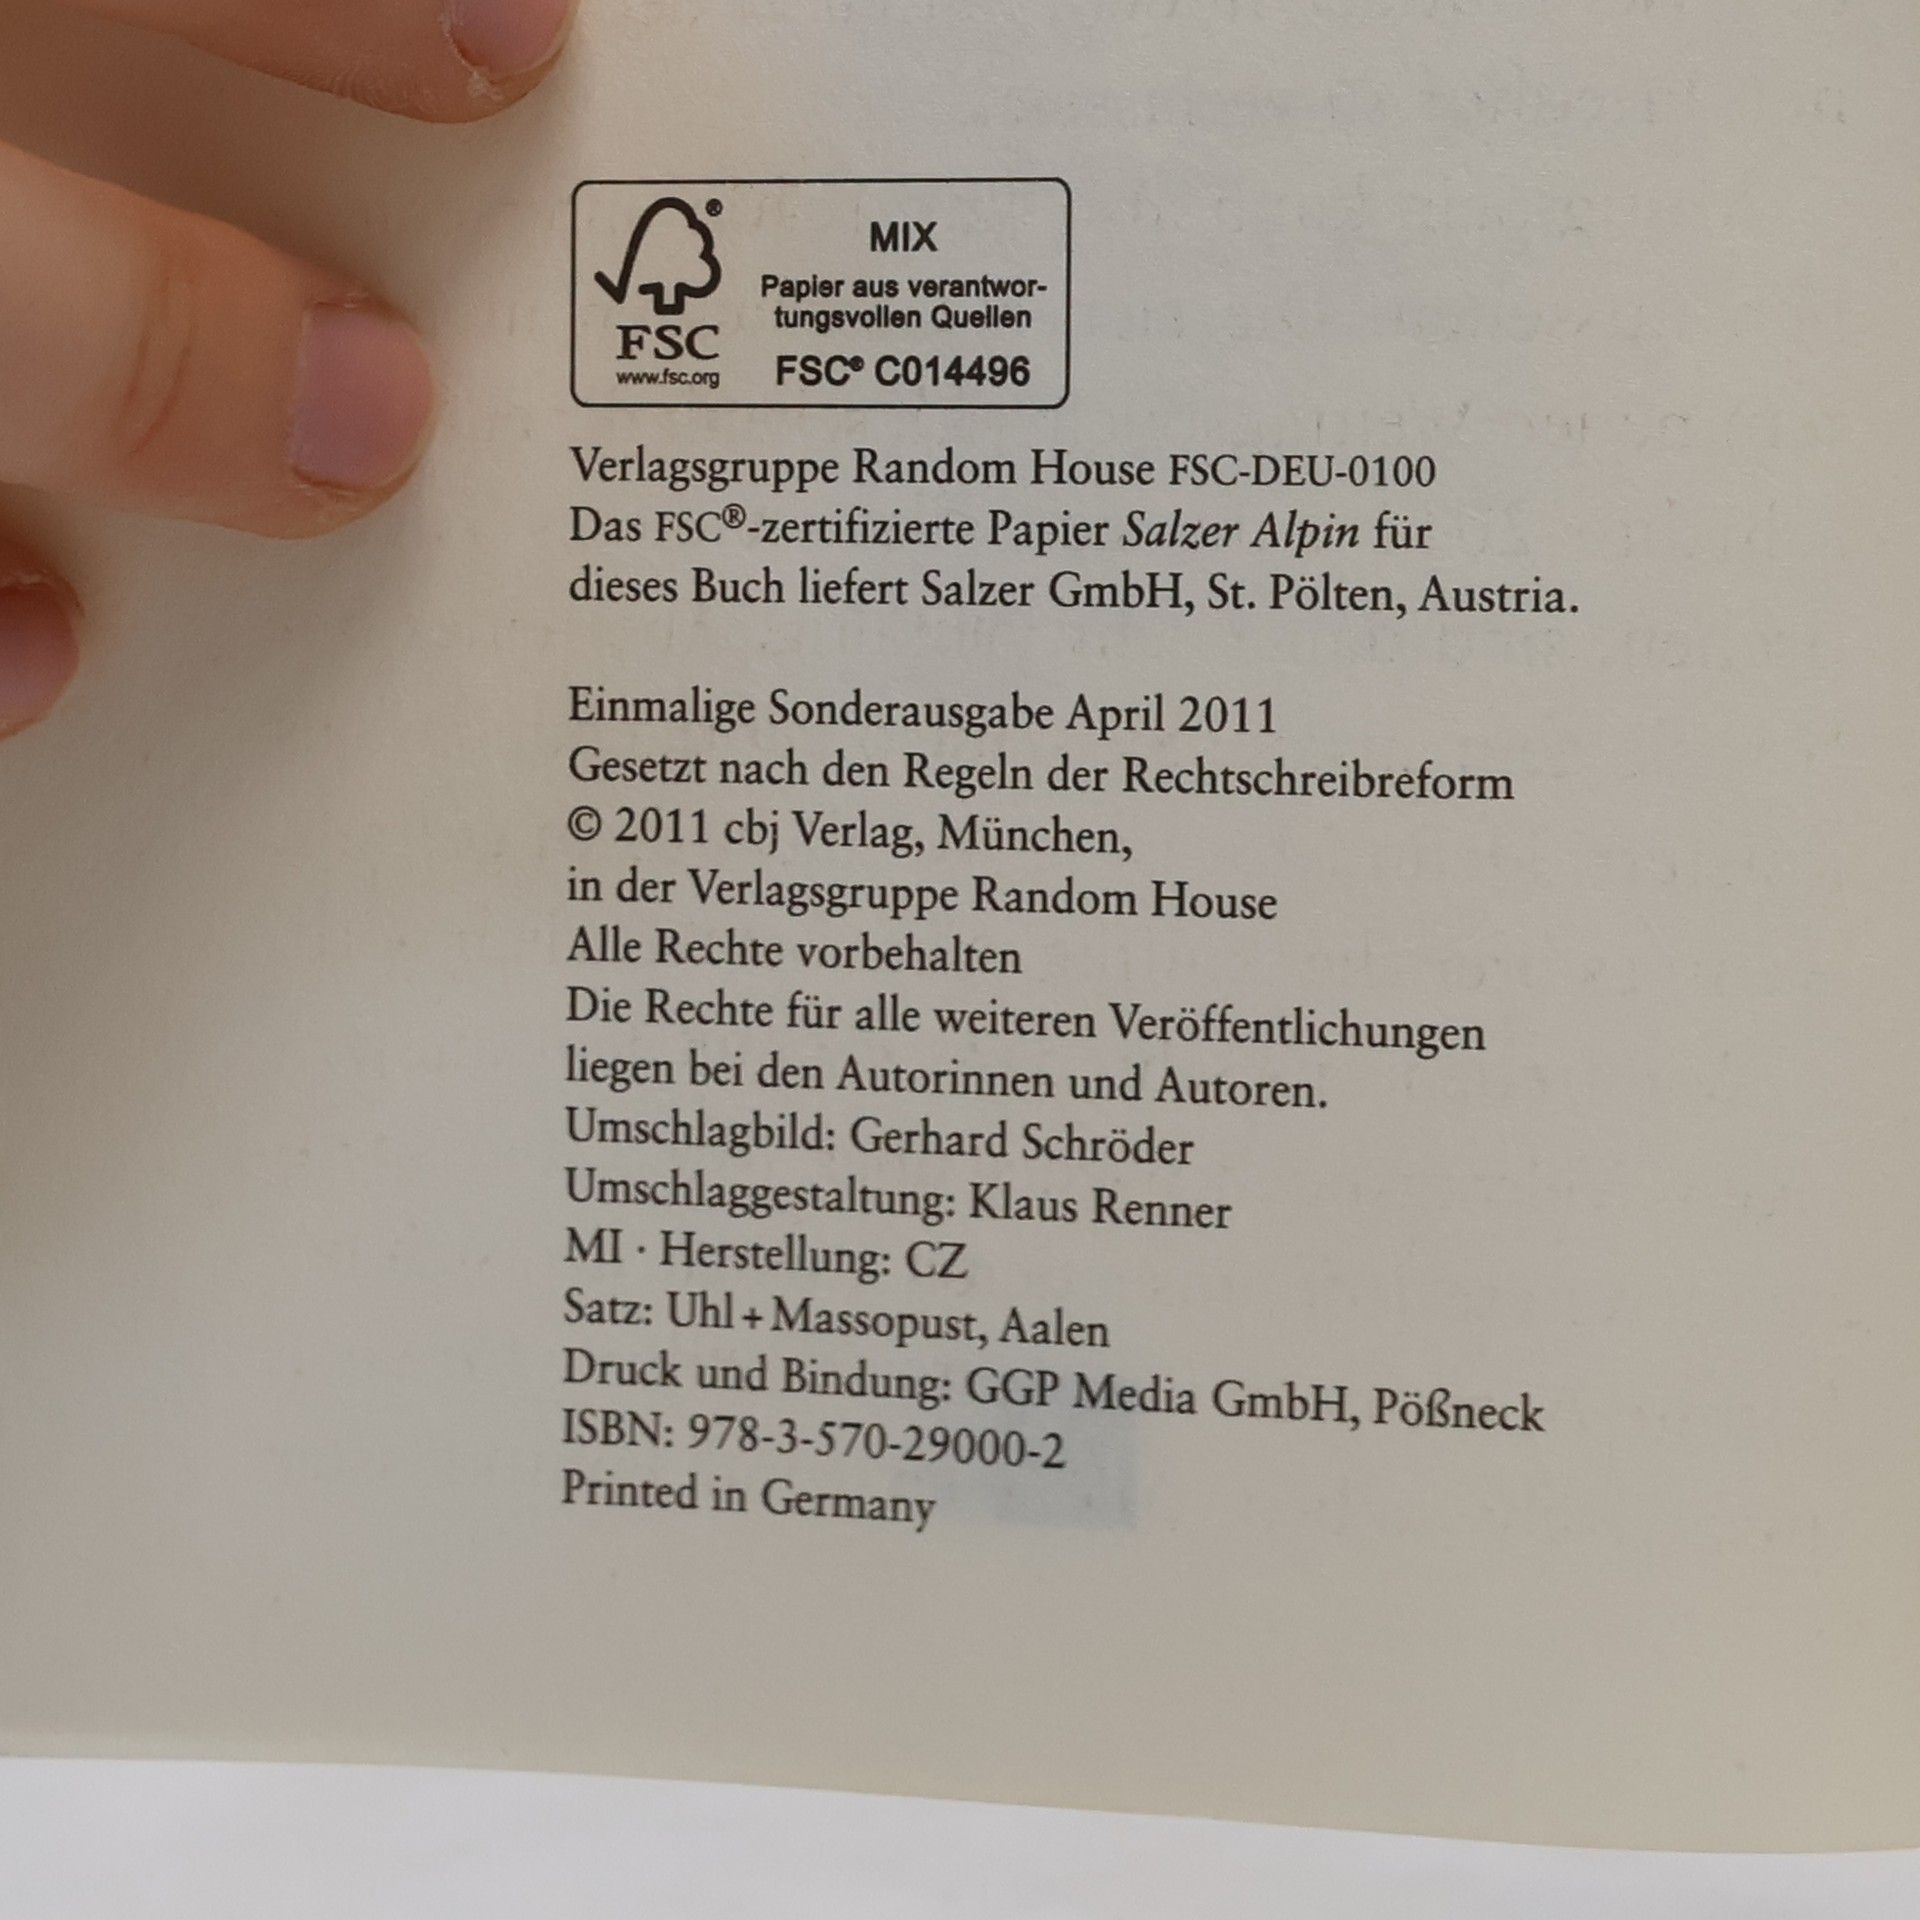 MIX
Papier aus verantwor-
tungsvollen Quellen
FSC® C014496
®
FSC
www.fsc.org
Verlagsgruppe Random House FSC-DEU-0100
Das FSC®-zertifizierte Papier Salzer Alpin für
dieses Buch liefert Salzer GmbH, St. Pölten, Austria.
Einmalige Sonderausgabe April 2011
Gesetzt nach den Regeln der Rechtschreibreform
© 2011 cbj Verlag, München,
in der Verlagsgruppe Random House
Alle Rechte vorbehalten
Die Rechte für alle weiteren Veröffentlichungen
liegen bei den Autorinnen und Autoren.
Umschlagbild: Gerhard Schröder
Umschlaggestaltung: Klaus Renner
MI · Herstellung: CZ
Satz: Uhl + Massopust, Aalen
Druck und Bindung: GGP Media GmbH, Pößneck
ISBN: 978-3-570-29000-2
Printed in Germany